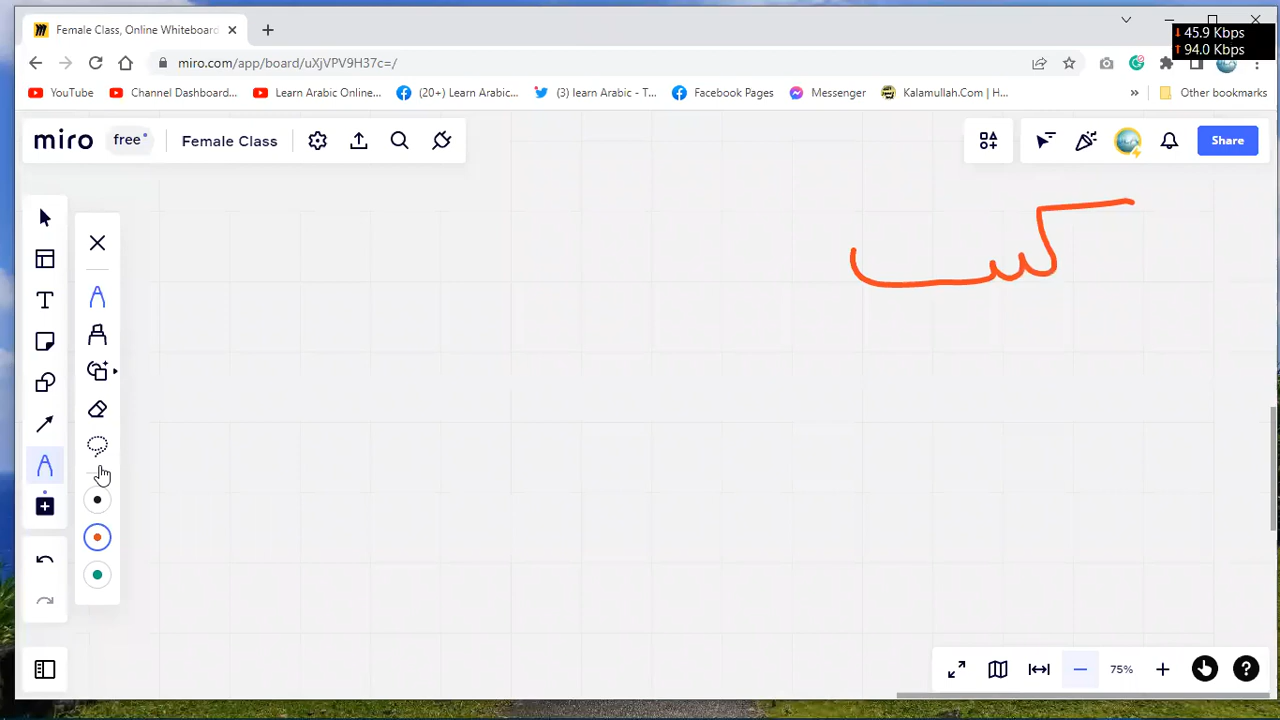 Female Class, Online Whiteboard
45.9 Kbps
94.0 Kbps
miro.com/app/board/uXjVPV9H37c=/
YouTube
Channel Dashboard...
Learn Arabic Online...
(20+) Learn Arabic...
(3) learn Arabic - T...
Facebook Pages
Messenger
Kalamullah.Com | H...
»
Other bookmarks
miro
free
Female Class
Share
75%